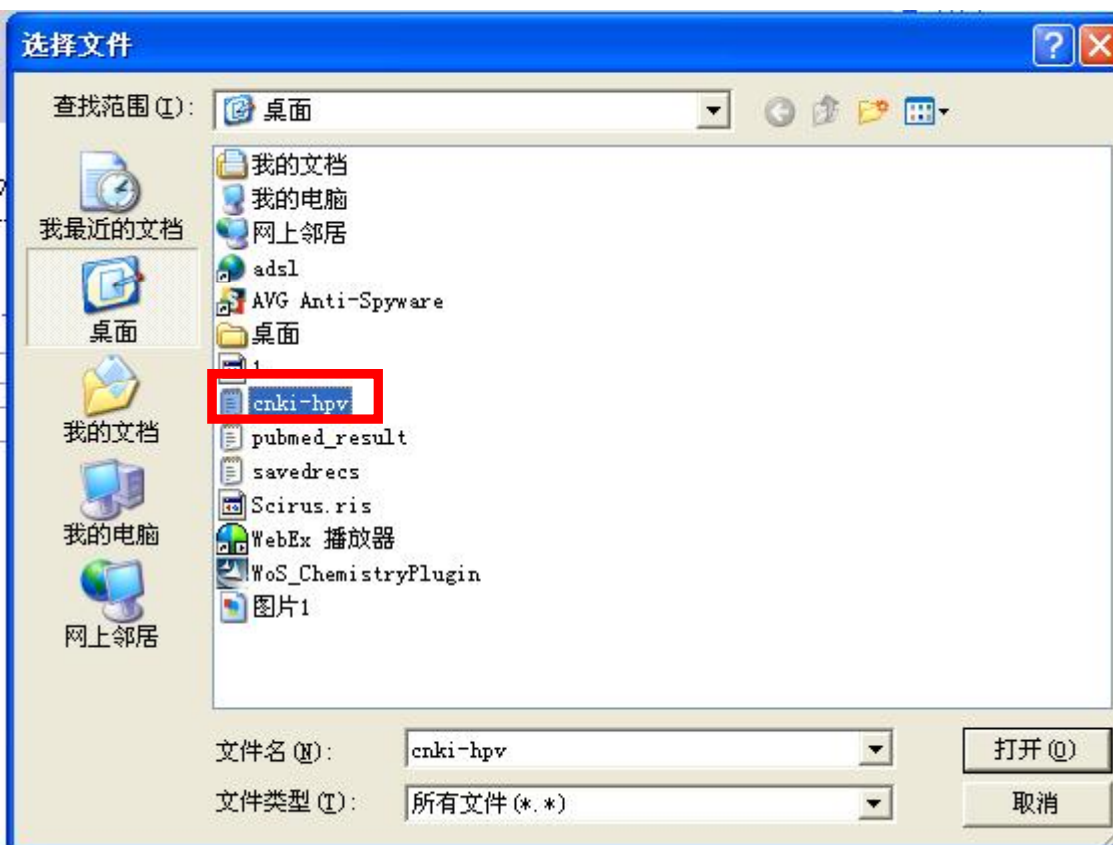 选择文件
查找范围(I):
桌面
我最近的文档
桌面
我的文档
我的电脑
网上邻居
我的文档
我的电脑
网上邻居
adsl
AVG Anti-Spyware
桌面
1
cnki-hpv
pubmed_result
savedrecs
Scirus.ris
WebEx 播放器
WoS_ChemistryPlugin
图片1
文件名(N):
cnki-hpv
打开(O)
文件类型(T):
所有文件(*.*)
取消